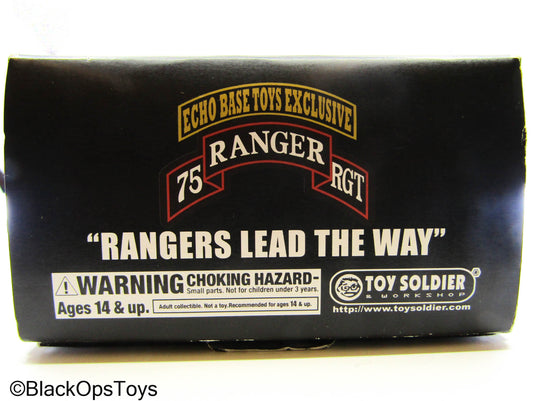 ECHO BASE TOYS EXCLUSIVE
75 RANGER RGT
"RANGERS LEAD THE WAY"
⚠WARNING CHOKING HAZARD-
Small parts. Not for children under 3 years.
Ages 14 & up. Adult collectible. Not a toy.Recommended for ages 14 & up.
TOY SOLDIER®
& WORKSHOP
http://www.toysoldier.com
©BlackOpsToys